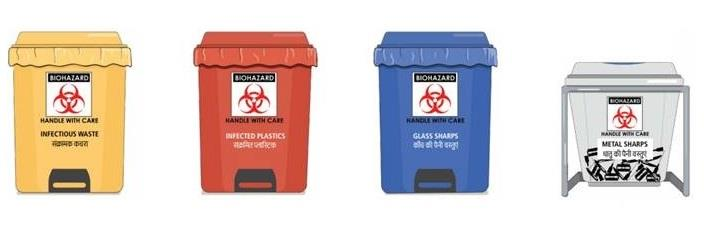 BIOHAZARD
HANDLE WITH CARE
INFECTIOUS WASTE
संक्रामक कचरा
BIOHAZARD
HANDLE WITH CARE
INFECTED PLASTICS
संक्रमित प्लास्टिक
BIOHAZARD
HANDLE WITH CARE
GLASS SHARPS
काँच की पैनी वस्तुएं
BIOHAZARD
HANDLE WITH CARE
METAL SHARPS
धातु की पैनी वस्तुएं